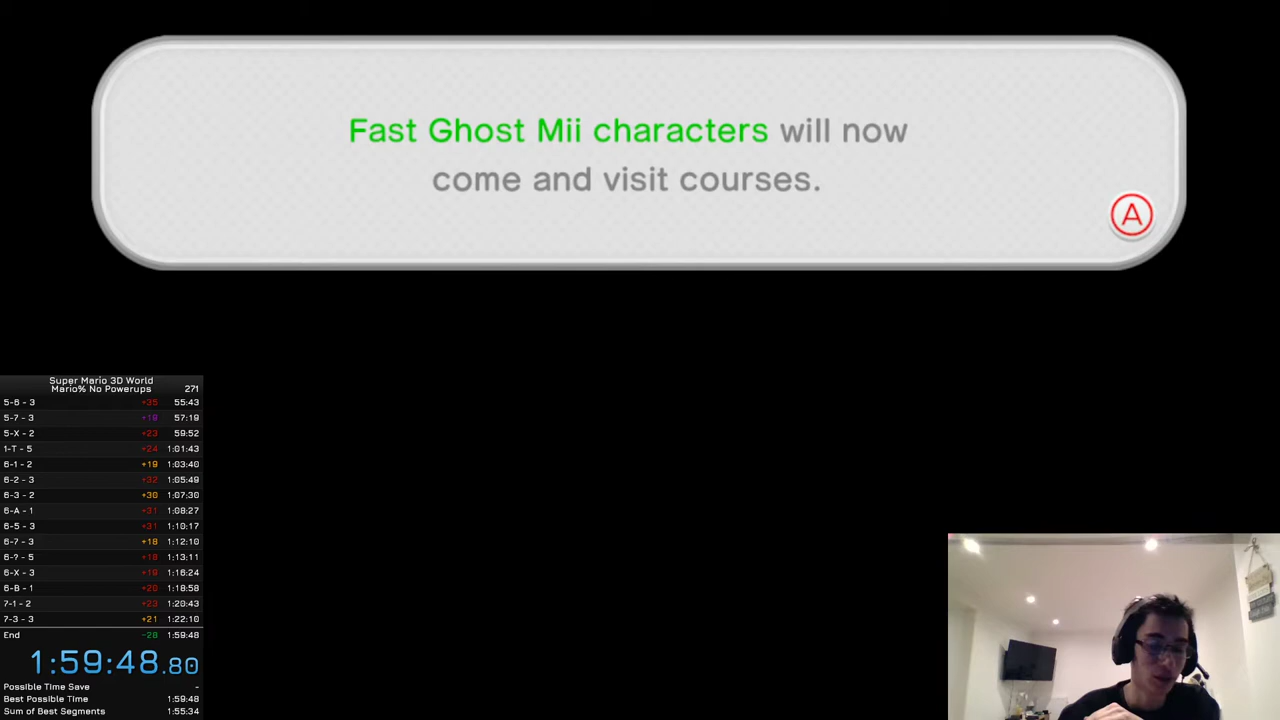 Fast Ghost Mii characters will now
come and visit courses.
A
Super Mario 3D World
Mario% No Powerups 271
5-6 - 3 +35 55:43
5-7 - 3 +19 57:19
5-X - 2 +23 59:52
1-T - 5 +24 1:01:43
6-1 - 2 +19 1:03:40
6-2 - 3 +32 1:05:49
6-3 - 2 +30 1:07:30
6-A - 1 +31 1:08:27
6-5 - 3 +31 1:10:17
6-7 - 3 +18 1:12:10
6-? - 5 +18 1:13:11
6-X - 3 +19 1:16:24
6-B - 1 +20 1:18:58
7-1 - 2 +23 1:20:43
7-3 - 3 +21 1:22:10
End -28 1:59:48
1:59:48.80
Possible Time Save -
Best Possible Time 1:59:48
Sum of Best Segments 1:55:34